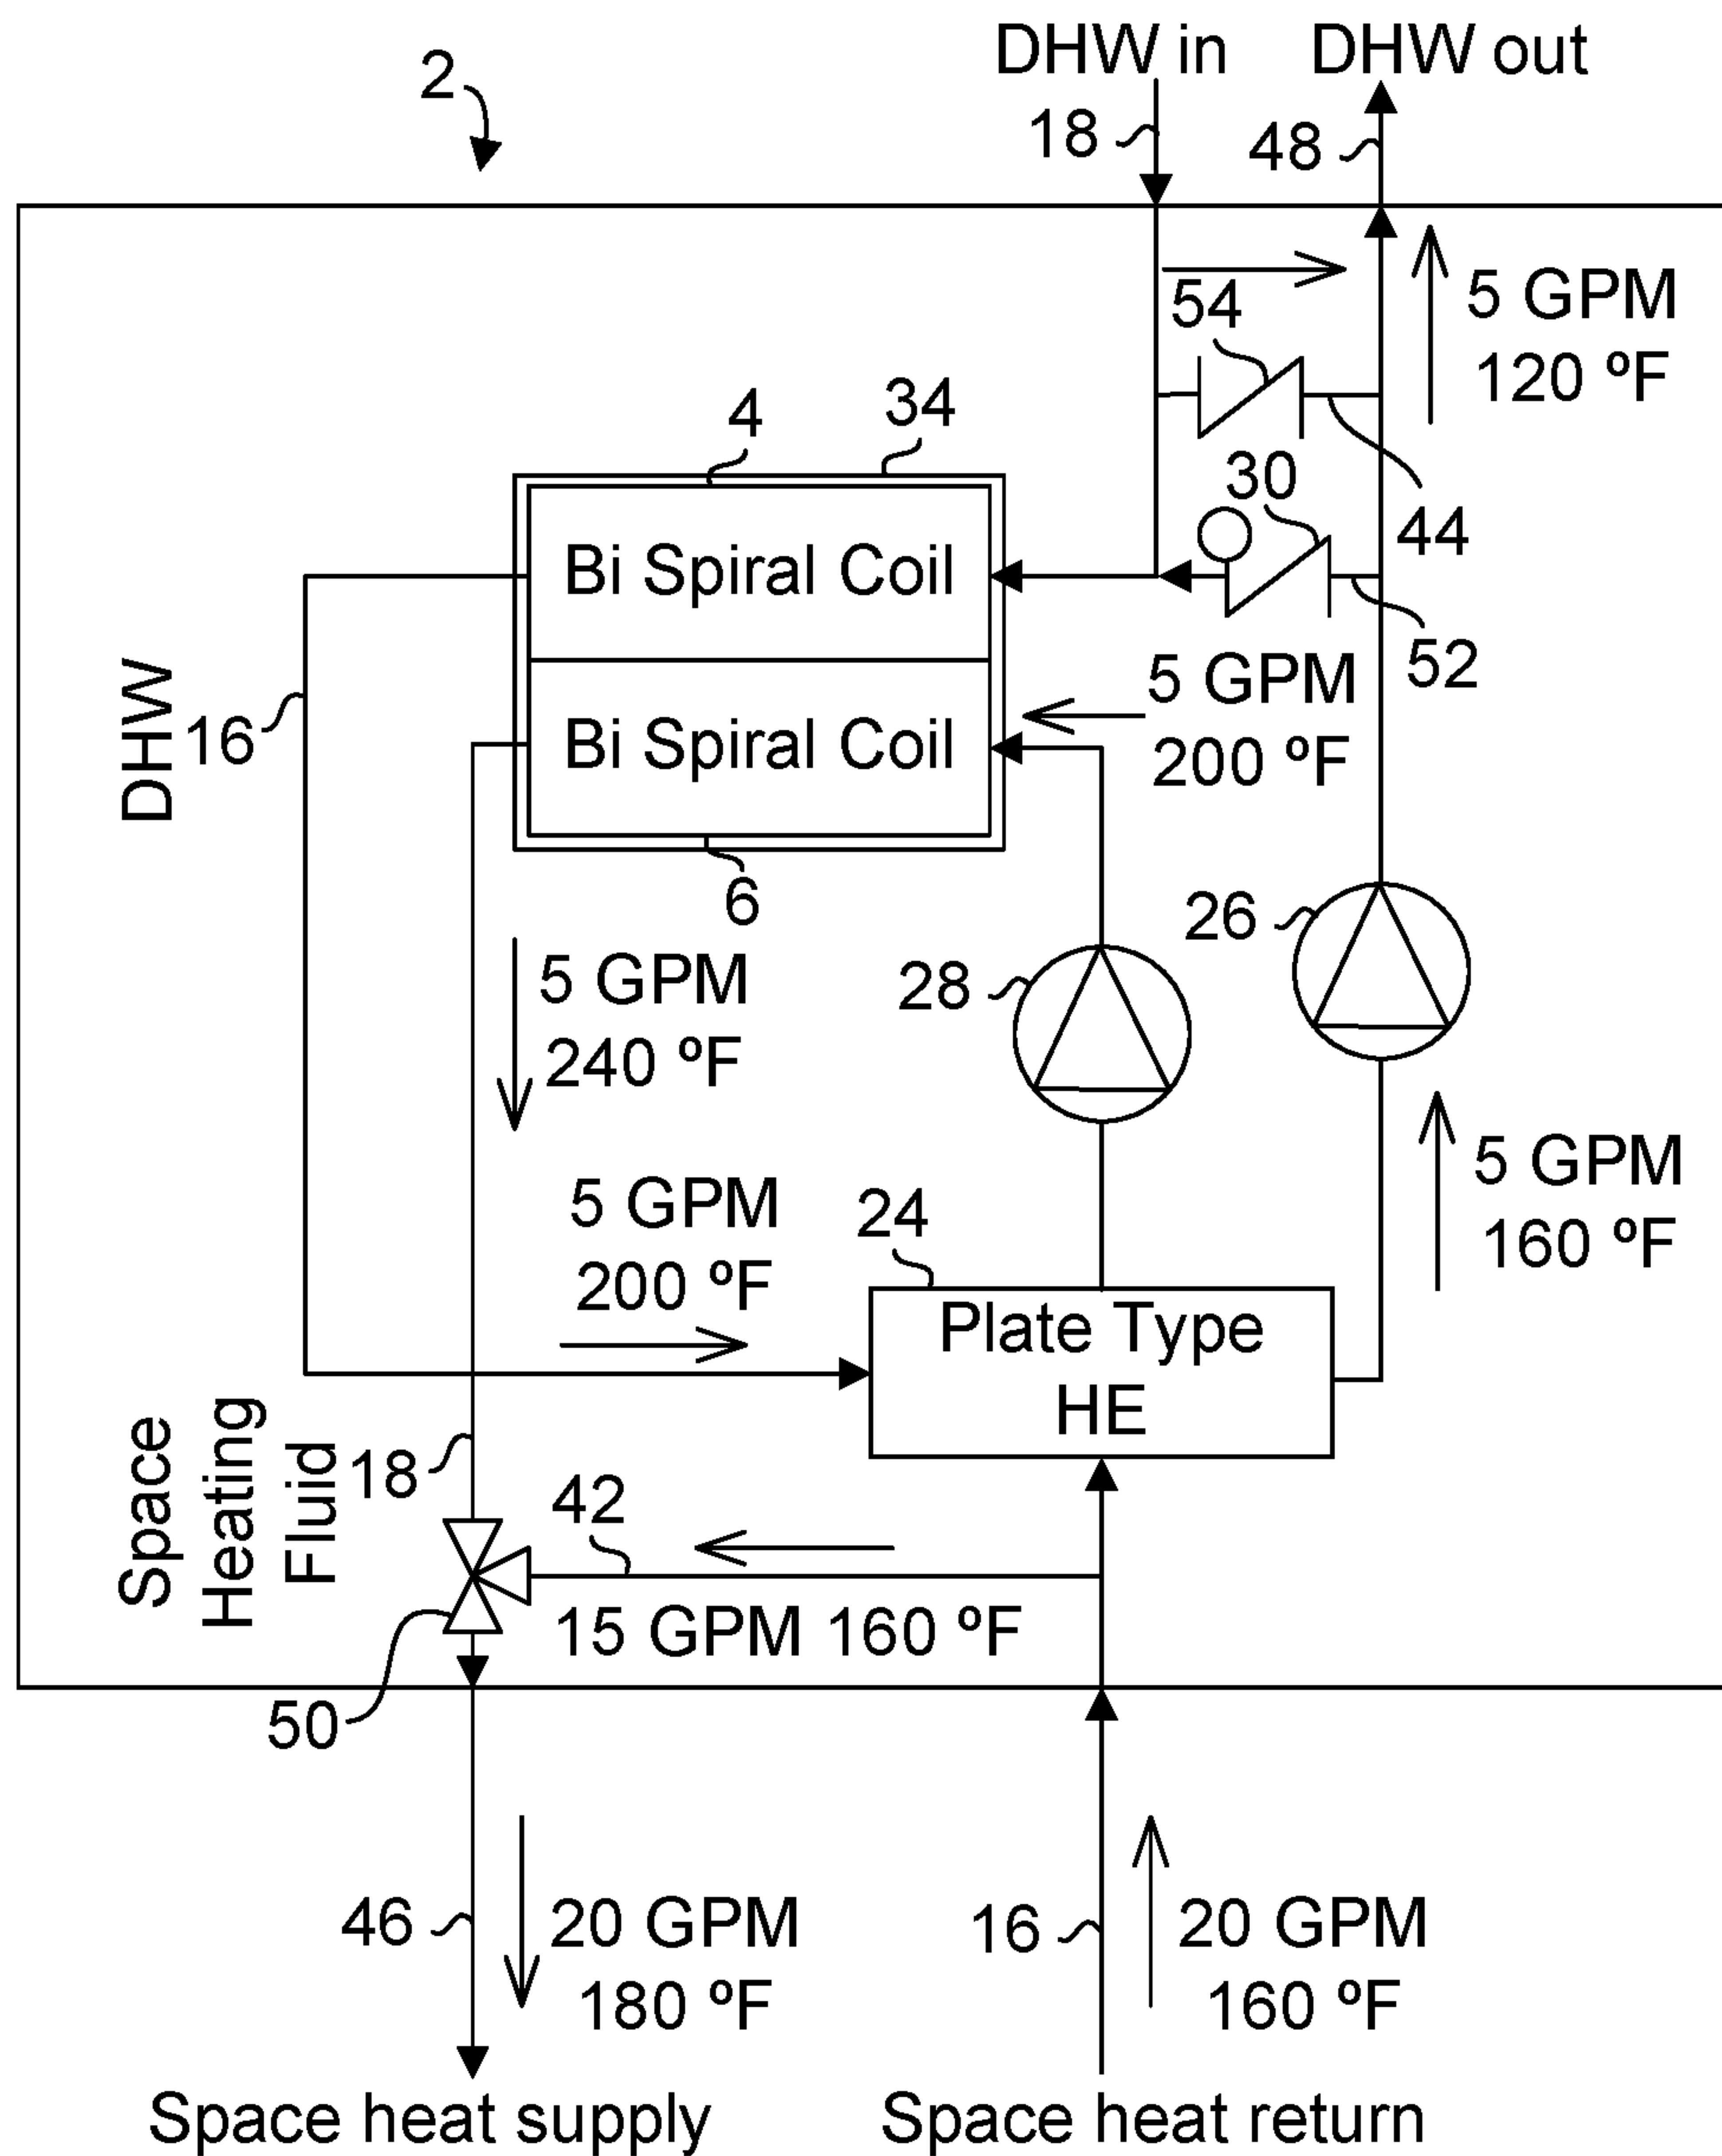 DHW in
DHW out
2
18
48
54
5 GPM
120 ºF
4
34
30
44
Bi Spiral Coil
52
DHW
16
5 GPM
200 ºF
Bi Spiral Coil
6
26
28
5 GPM
240 ºF
5 GPM
160 ºF
5 GPM
200 ºF
24
Plate Type
HE
Space
Heating
Fluid
18
42
15 GPM 160 ºF
50
46
20 GPM
180 ºF
16
20 GPM
160 ºF
Space heat supply
Space heat return